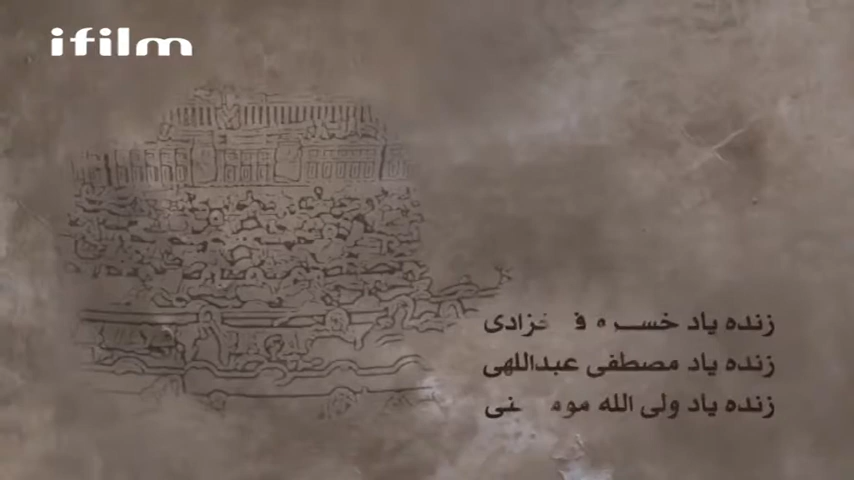 ifilm
زنده یاد
زنده یاد مصطفی عبداللهی
زنده یاد ولی الله